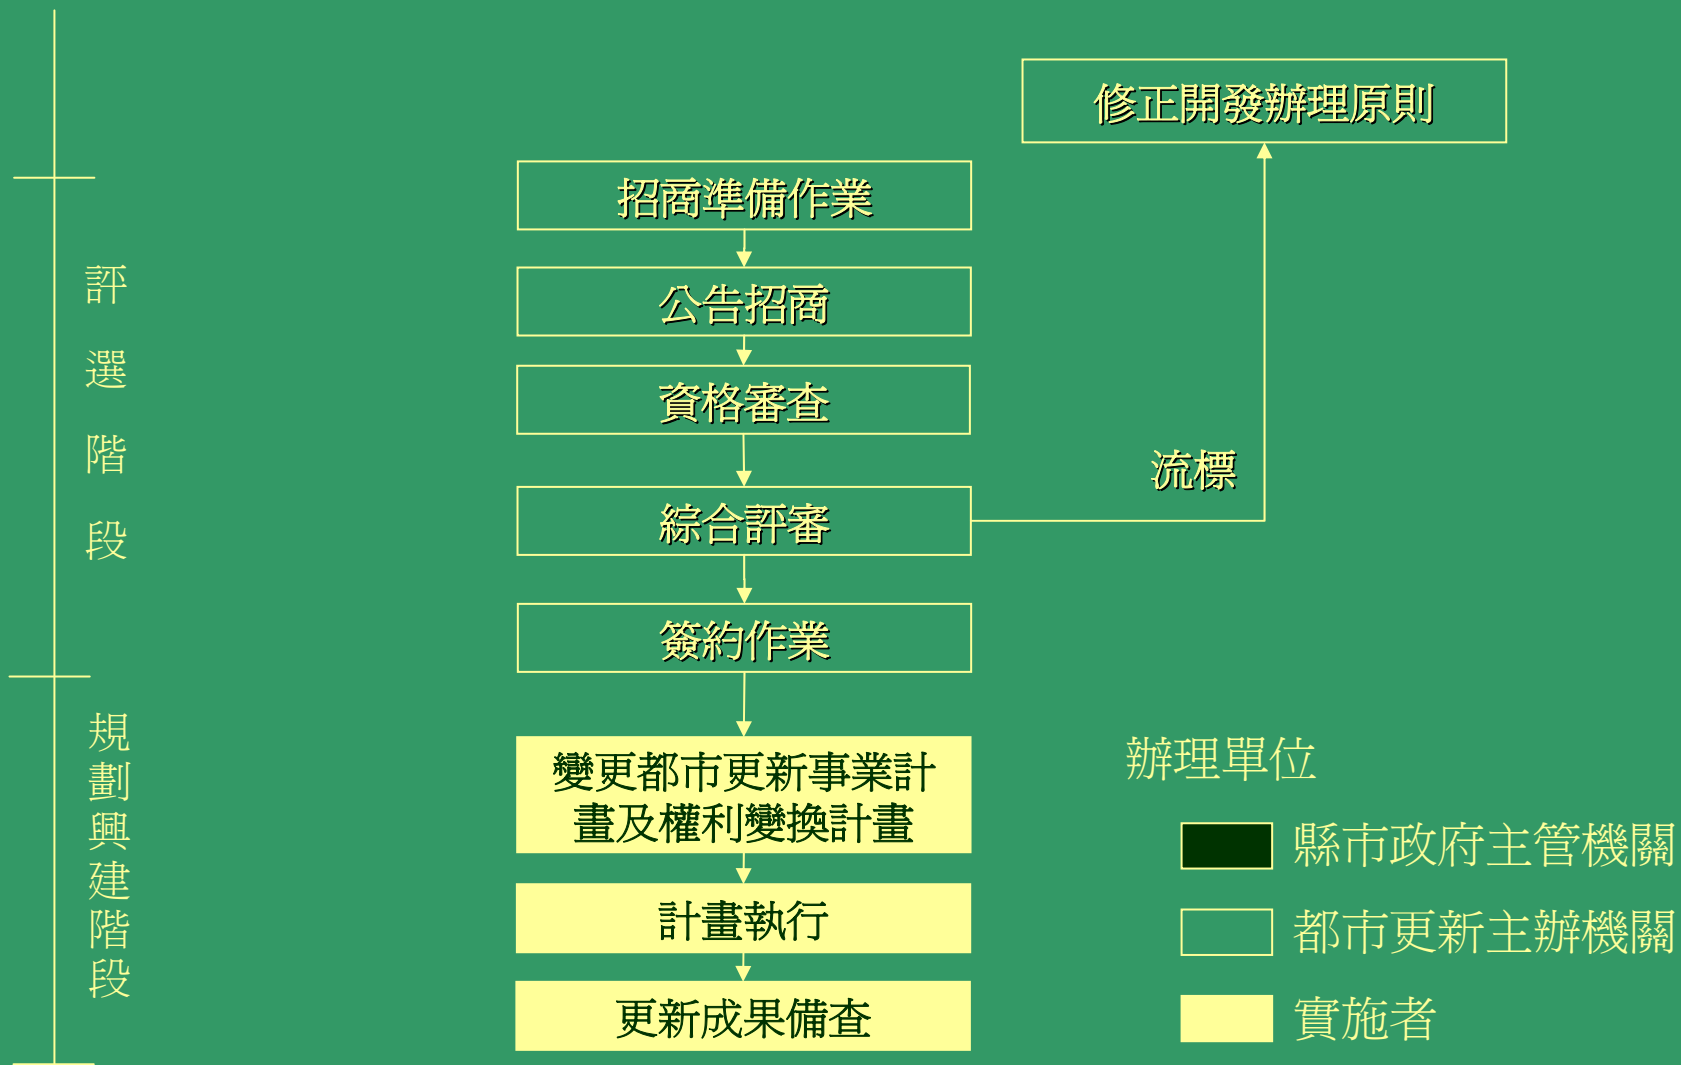 修正開發辦理原則
招商準備作業
公告招商
資格審查
流標
綜合評審
簽約作業
評選階段
變更都市更新事業計
畫及權利變換計畫
計畫執行
更新成果備查
規劃興建階段
辦理單位
縣市政府主管機關
都市更新主辦機關
實施者